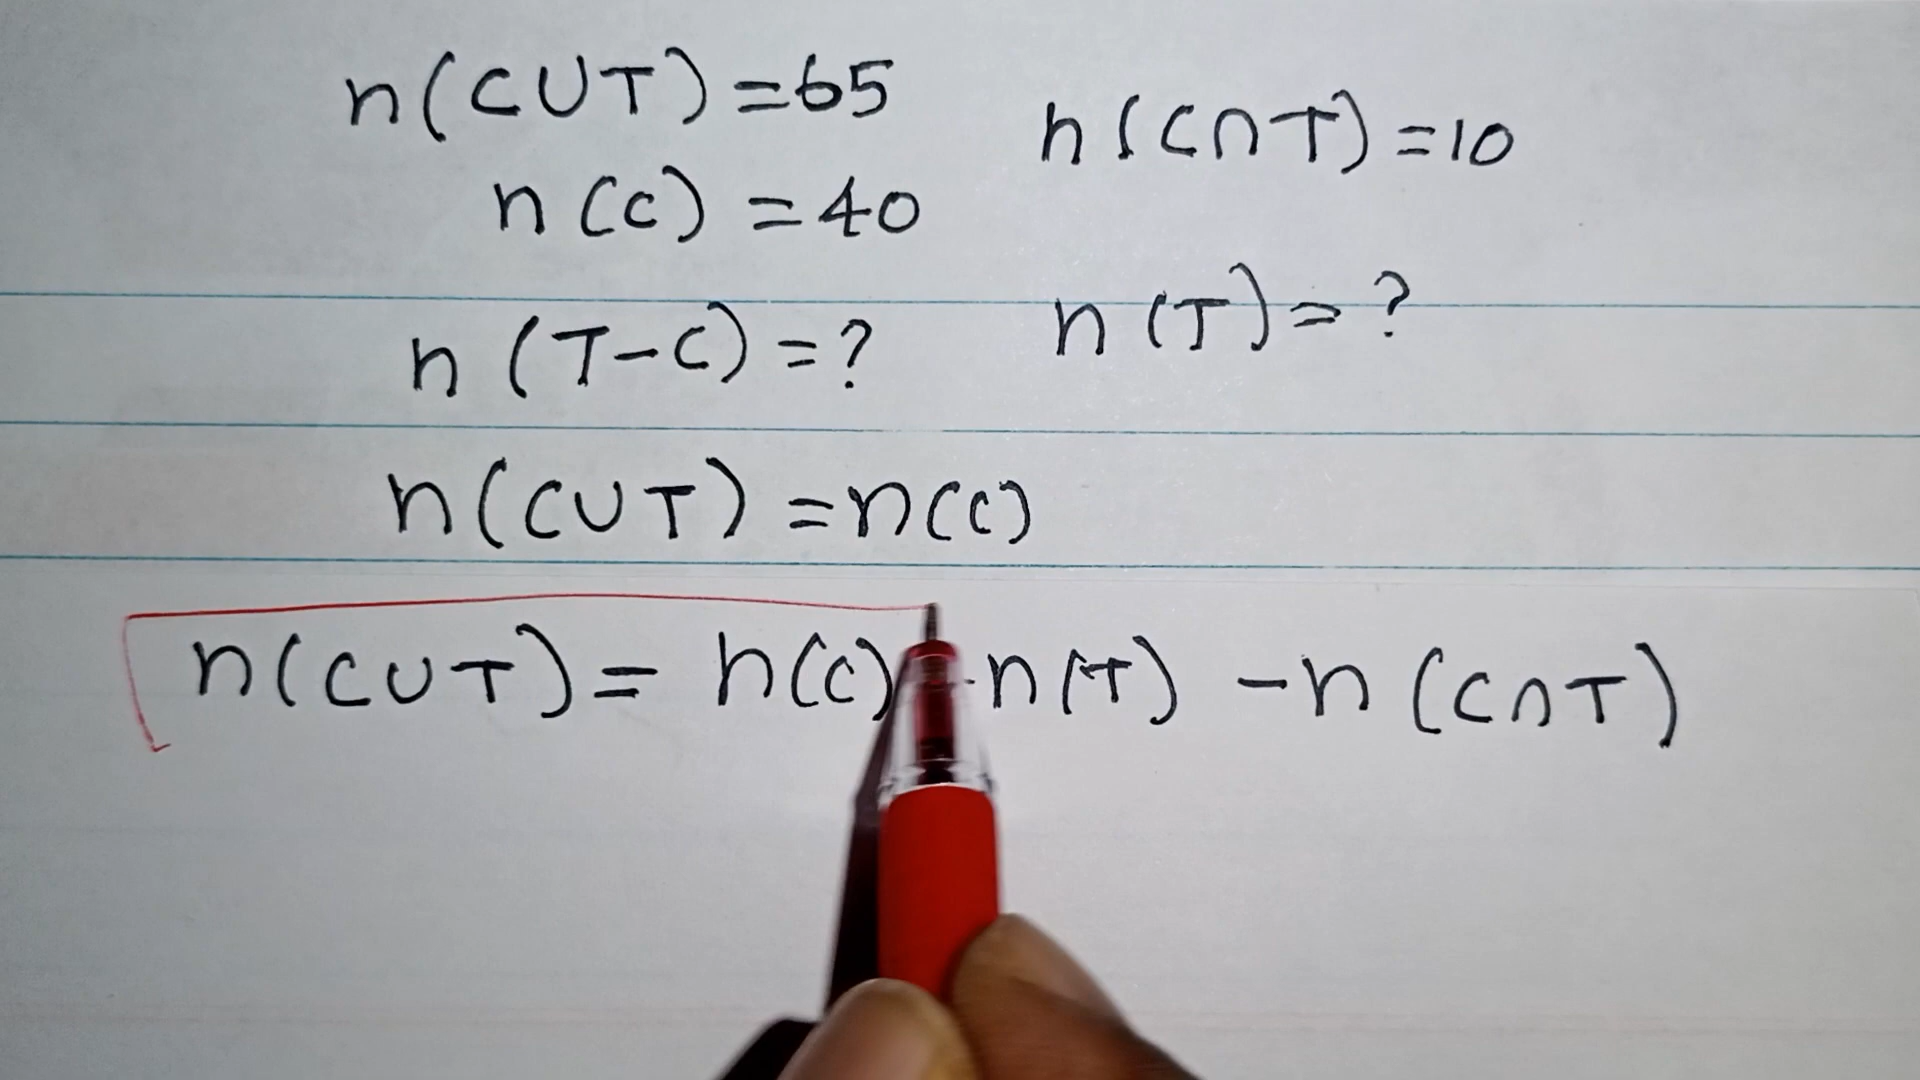 n(C∪T) = 65
n(C∩T) = 10
n(C) = 40
n(T-C) = ?
n(T) = ?
n(C∪T) = n(C)
n(C∪T) = n(C) n(T) - n(C∩T)